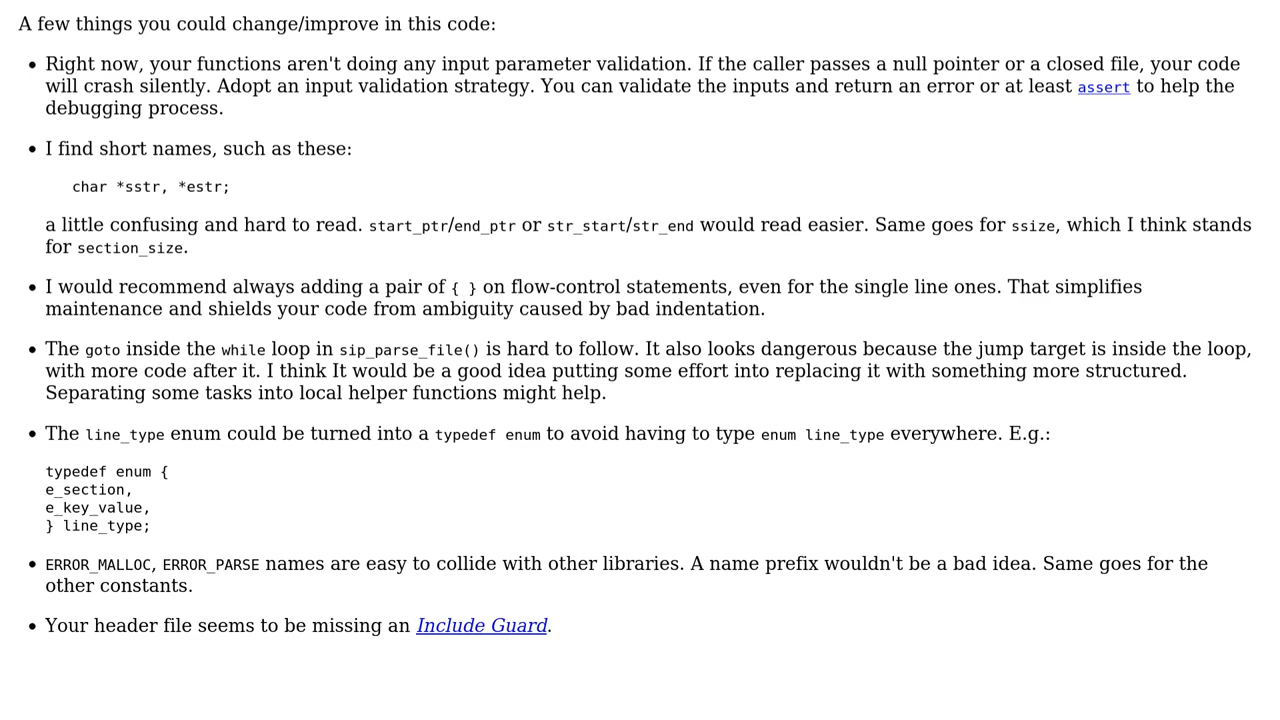 A few things you could change/improve in this code:
• Right now, your functions aren't doing any input parameter validation. If the caller passes a null pointer or a closed file, your code
will crash silently. Adopt an input validation strategy. You can validate the inputs and return an error or at least assert to help the
debugging process.
• I find short names, such as these:
char *sstr, *estr;
a little confusing and hard to read. start_ptr/end_ptr or str_start/str_end would read easier. Same goes for ssize, which I think stands
for section_size.
• I would recommend always adding a pair of { } on flow-control statements, even for the single line ones. That simplifies
maintenance and shields your code from ambiguity caused by bad indentation.
• The goto inside the while loop in sip_parse_file() is hard to follow. It also looks dangerous because the jump target is inside the loop,
with more code after it. I think It would be a good idea putting some effort into replacing it with something more structured.
Separating some tasks into local helper functions might help.
• The line_type enum could be turned into a typedef enum to avoid having to type enum line_type everywhere. E.g.:
typedef enum {
e_section,
e_key_value,
} line_type;
• ERROR_MALLOC, ERROR_PARSE names are easy to collide with other libraries. A name prefix wouldn't be a bad idea. Same goes for the
other constants.
• Your header file seems to be missing an Include Guard.